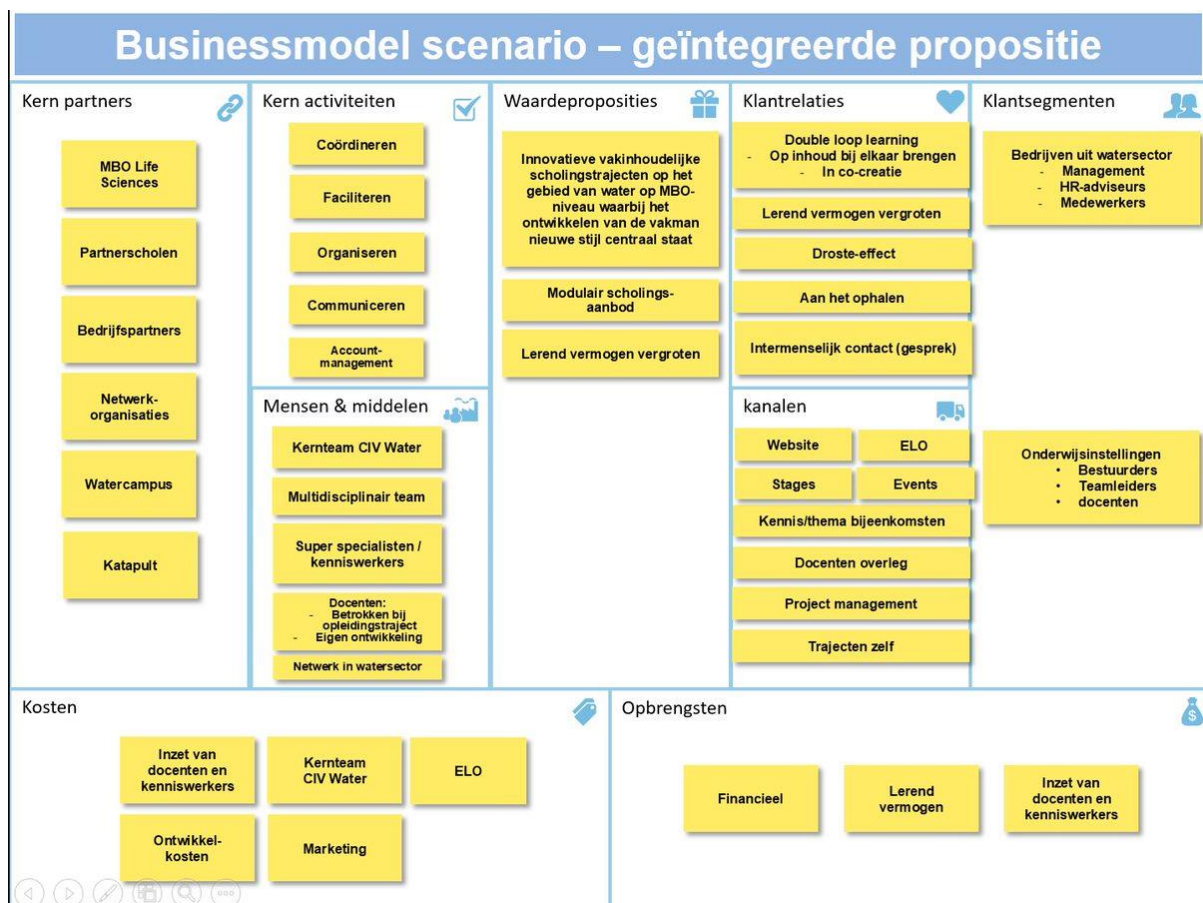 Businessmodel scenario – geïntegreerde propositie
Kern partners
MBO Life
Sciences
Partnerscholen
Bedrijfspartners
Netwerk-
organisaties
Watercampus
Katapult
Kern activiteiten
Coördineren
Faciliteren
Organiseren
Communiceren
Account-
management
Mensen & middelen
Kernteam CIV Water
Multidisciplinair team
Super specialisten /
kenniswerkers
Docenten:
- Betrokken bij
opleidingstraject
- Eigen ontwikkeling
Netwerk in watersector
Waardeproposities
Innovatieve vakinhoudelijke
scholingstrajecten op het
gebied van water op MBO-
niveau waarbij het
ontwikkelen van de vakman
nieuwe stijl centraal staat
Modulair scholings-
aanbod
Lerend vermogen vergroten
Klantrelaties
Double loop learning
- Op inhoud bij elkaar brengen
- In co-creatie
Lerend vermogen vergroten
Droste-effect
Aan het ophalen
Intermenselijk contact (gesprek)
kanalen
Website
ELO
Stages
Events
Kennis/thema bijeenkomsten
Docenten overleg
Project management
Trajecten zelf
Klantsegmenten
Bedrijven uit watersector
- Management
- HR-adviseurs
- Medewerkers
Onderwijsinstellingen
• Bestuurders
• Teamleiders
• docenten
Kosten
Inzet van
docenten en
kenniswerkers
Kernteam
CIV Water
ELO
Ontwikkel-
kosten
Marketing
Opbrengsten
$
Financieel
Lerend
vermogen
Inzet van
docenten en
kenniswerkers